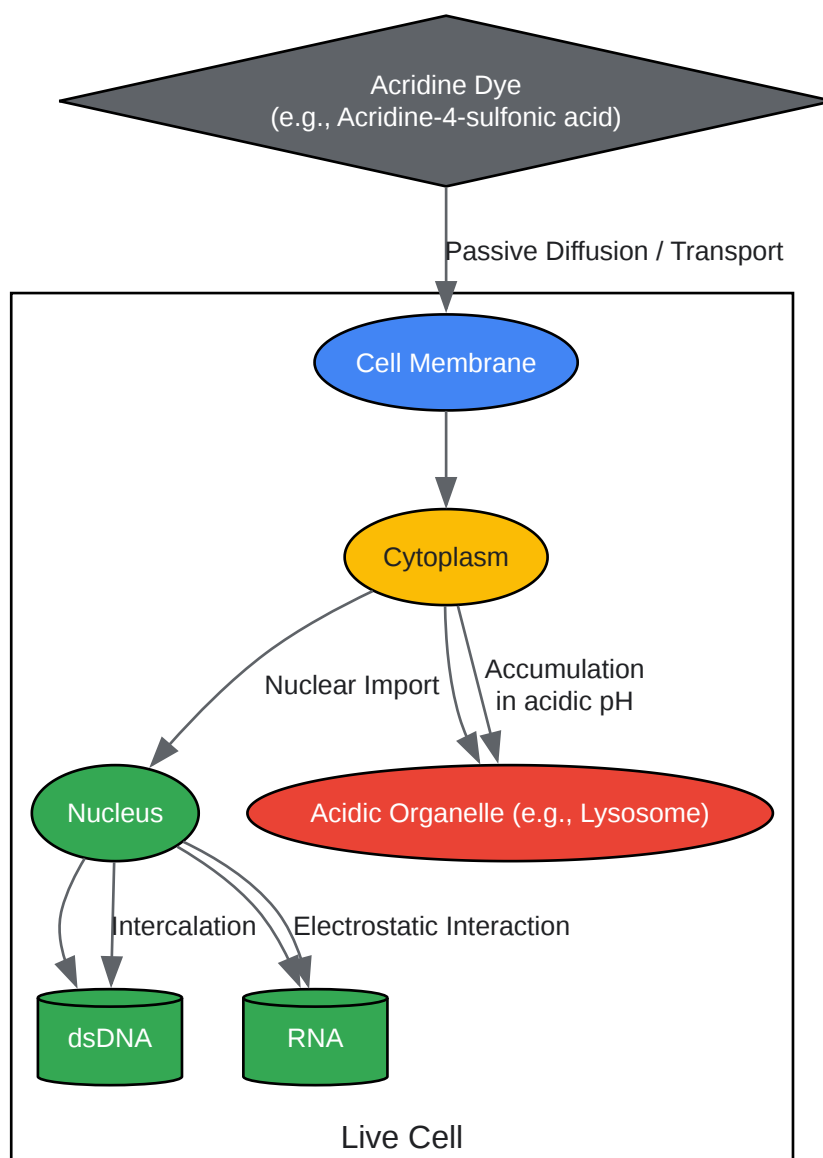 Acridine Dye
(e.g., Acridine-4-sulfonic acid)
Passive Diffusion / Transport
Cell Membrane
Cytoplasm
Nuclear Import
Accumulation
in acidic pH
Nucleus
Acidic Organelle (e.g., Lysosome)
Intercalation
Electrostatic Interaction
dsDNA
RNA
Live Cell